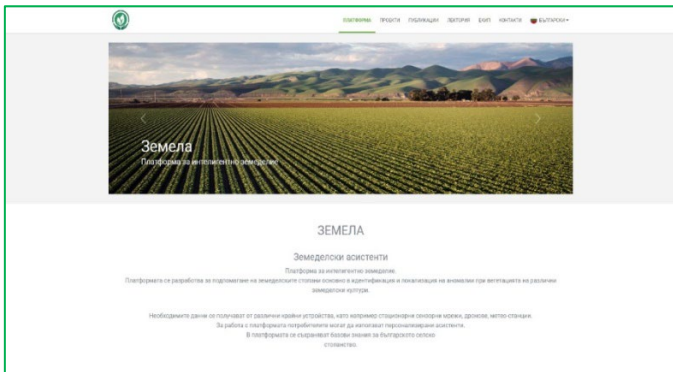 ПЛАТФОРМА ПРОЕКТИ ПУБЛИКАЦИИ ЛЕКТОРИЯ ЕКИП КОНТАКТИ БЪЛГАРСКИ
Земела
Платформа за интелигентно земеделие
ЗЕМЕЛА
Земеделски асистенти
Платформа за интелигентно земеделие.
Платформата се разработва за подпомагане на земеделските стопани основно в идентификация и локализация на аномалии при вегетацията на различни
земеделски култури.
Необходимите данни се получават от различни крайни устройства, като например стационарни сензорни мрежи, дронове, метео-станции.
За работа с платформата потребителите могат да използват персонализирани асистенти.
В платформата се съхраняват базови знания за българското селско
стопанство.